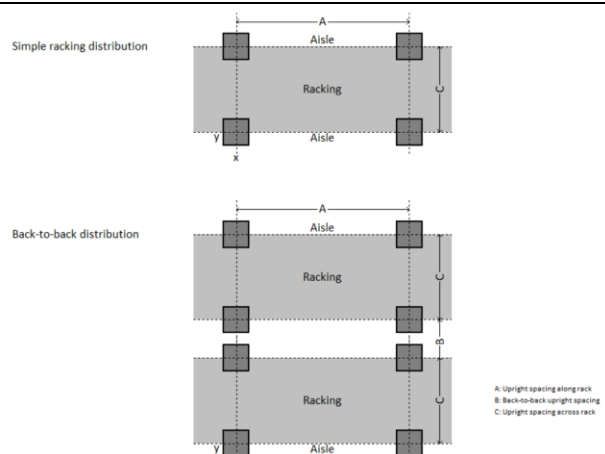 A
Simple racking distribution
Aisle
Racking
C
y
Aisle
x
A
Back-to-back distribution
Aisle
Racking
C
B
A: Upright spacing along rack
B: Back-to-back upright spacing
C: Upright spacing across rack
Racking
C
y
Aisle